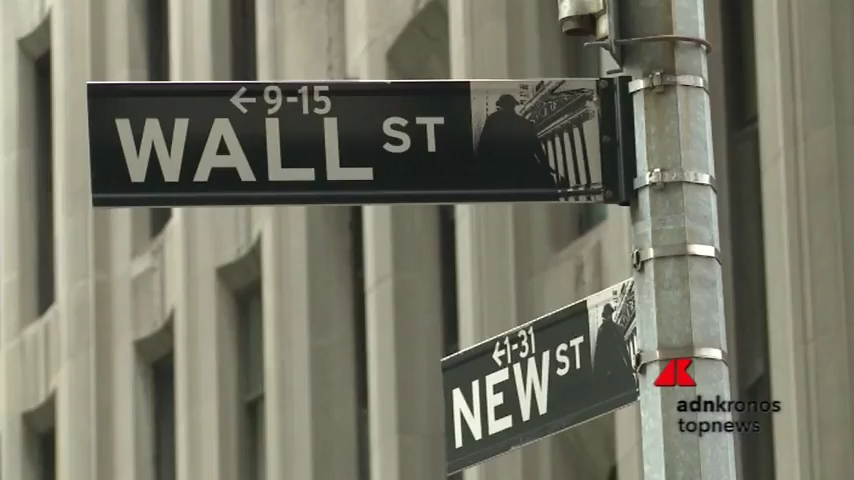 ←9-15
WALL ST
←1-31
NEW ST
adnkronos
topnews